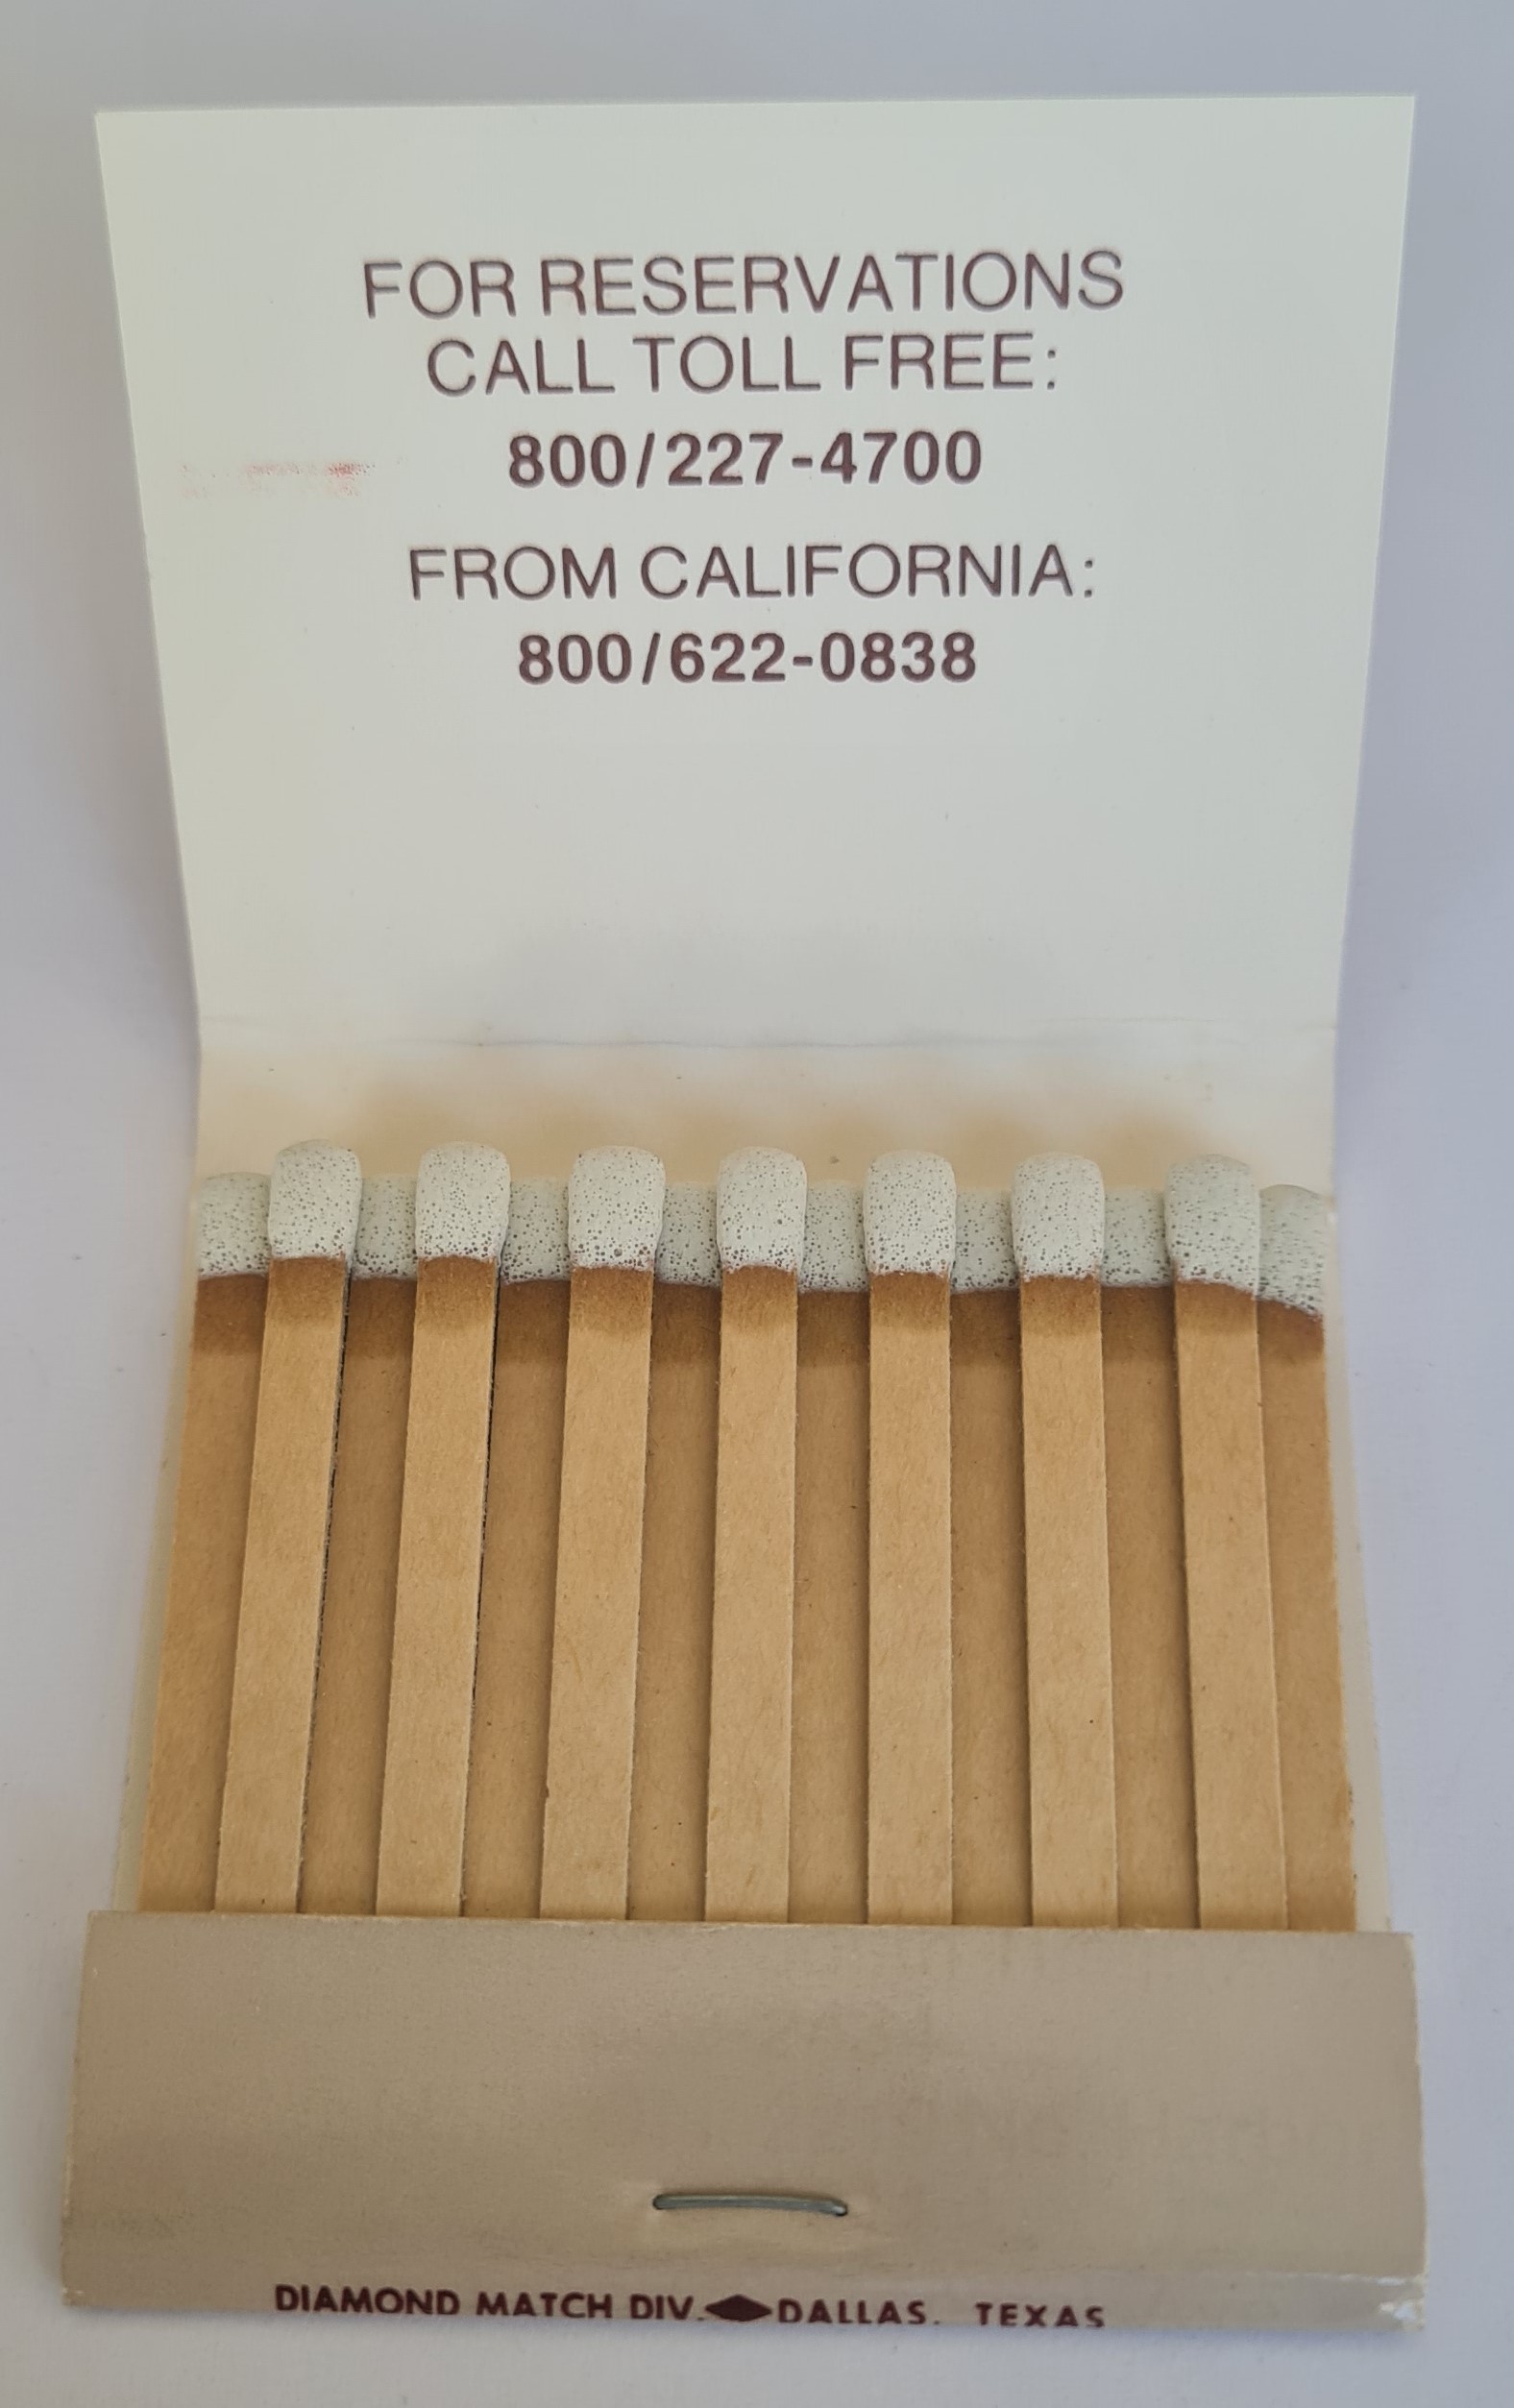 FOR RESERVATIONS
CALL TOLL FREE:
800/227-4700
FROM CALIFORNIA:
800/622-0838
DIAMOND MATCH DIV. DALLAS, TEXAS